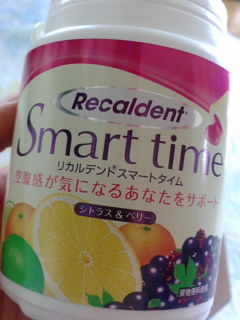 Recaldent®
Smart time
リカルデント®スマートタイム
空腹感が気になるあなたをサポート
シトラス & ベリー